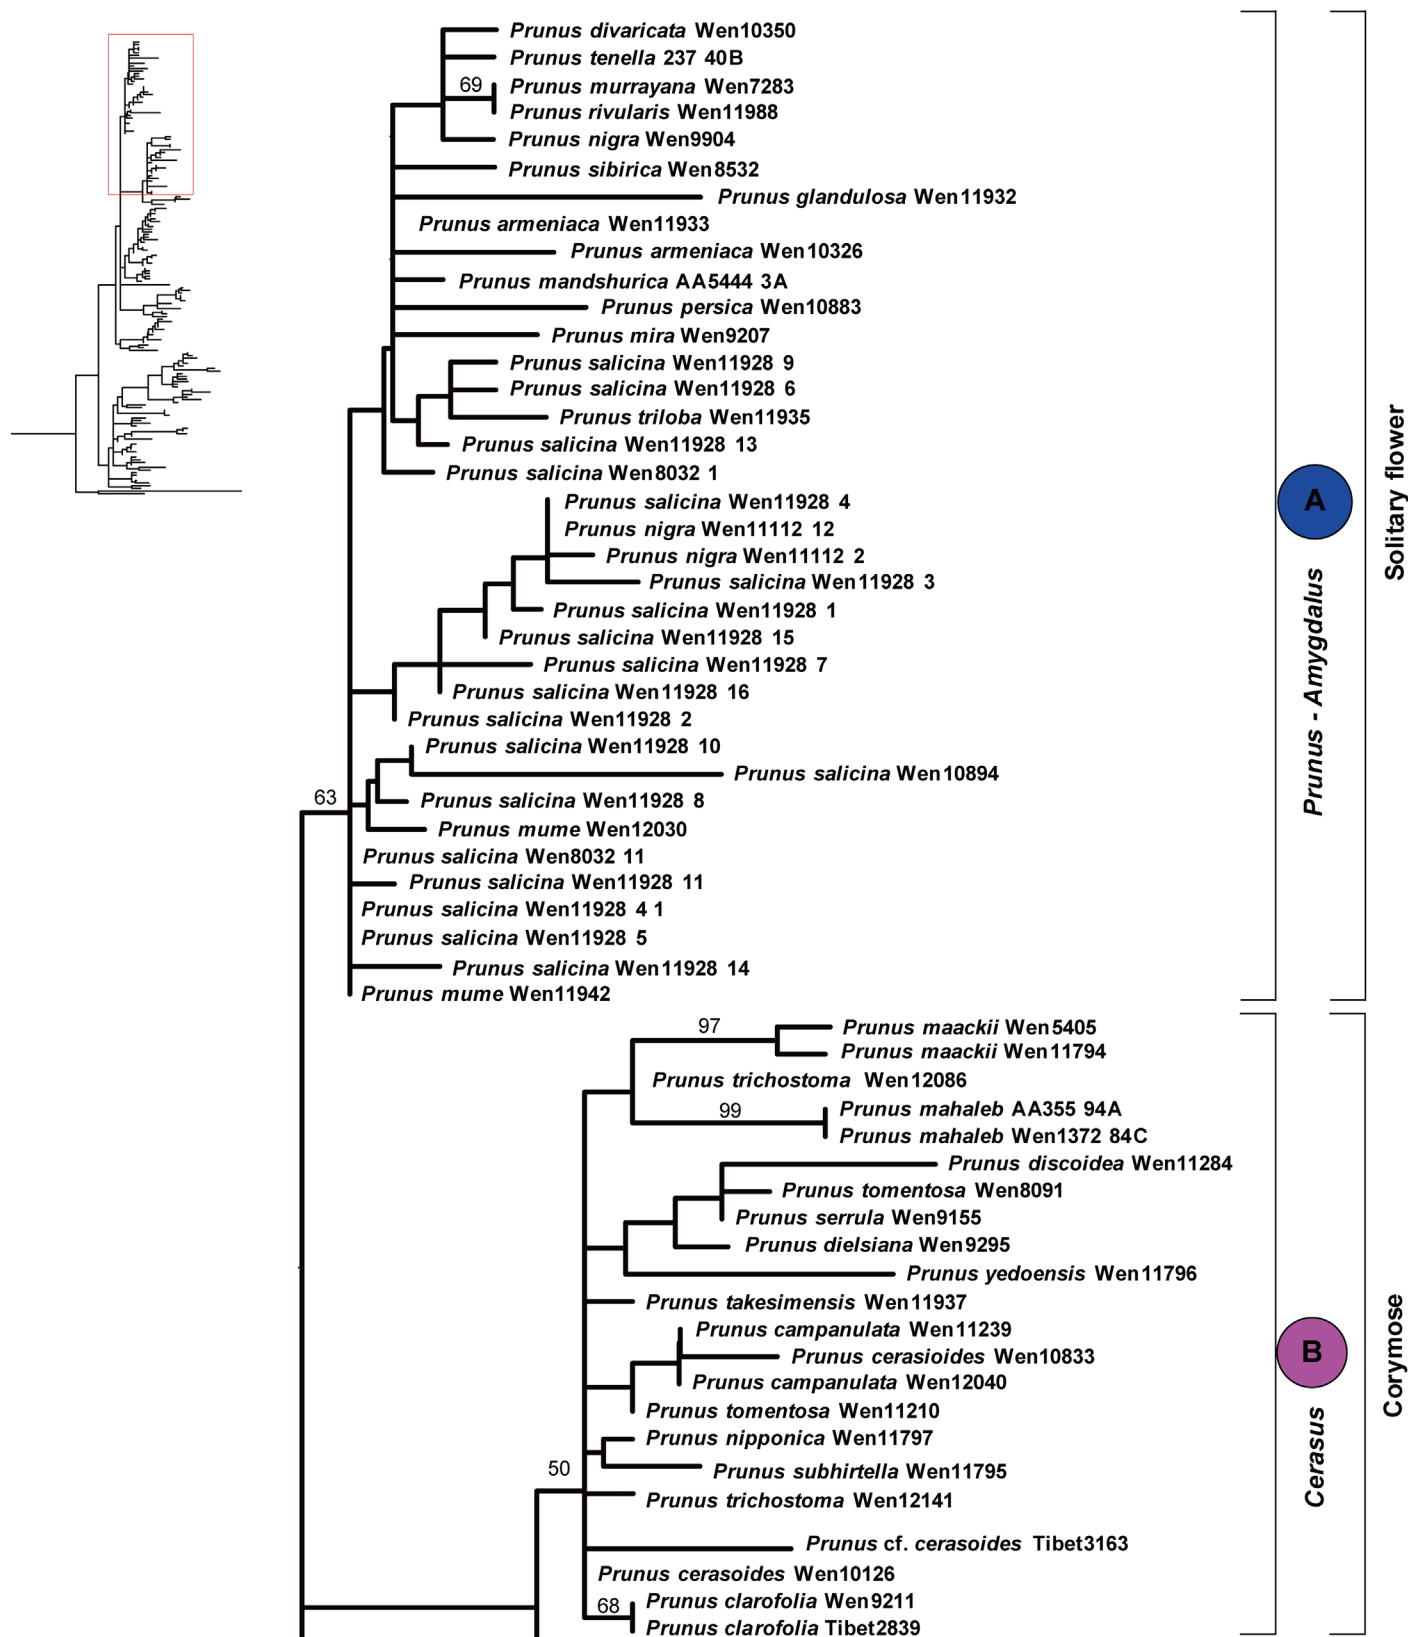 Prunus divaricata Wen10350
Prunus tenella 237 40B
69
Prunus murrayana Wen7283
Prunus rivularis Wen11988
Prunus nigra Wen9904
Prunus sibirica Wen8532
Prunus glandulosa Wen11932
Prunus armeniaca Wen11933
Prunus armeniaca Wen10326
Prunus mandshurica AA5444 3A
Prunus persica Wen10883
Prunus mira Wen9207
Prunus salicina Wen11928 9
Prunus salicina Wen11928 6
Prunus triloba Wen11935
Prunus salicina Wen11928 13
Prunus salicina Wen8032 1
Prunus salicina Wen11928 4
Prunus nigra Wen11112 12
Prunus nigra Wen11112 2
Prunus salicina Wen11928 3
Prunus salicina Wen11928 1
Prunus salicina Wen11928 15
Prunus salicina Wen11928 7
Prunus salicina Wen11928 16
Prunus salicina Wen11928 2
Prunus salicina Wen11928 10
Prunus salicina Wen10894
63
Prunus salicina Wen11928 8
Prunus mume Wen12030
Prunus salicina Wen8032 11
Prunus salicina Wen11928 11
Prunus salicina Wen11928 4 1
Prunus salicina Wen11928 5
Prunus salicina Wen11928 14
Prunus mume Wen11942
A
Prunus - Amygdalus
Solitary flower
97
Prunus maackii Wen5405
Prunus maackii Wen11794
Prunus trichostoma Wen12086
99
Prunus mahaleb AA355 94A
Prunus mahaleb Wen1372 84C
Prunus discoidea Wen11284
Prunus tomentosa Wen8091
Prunus serrula Wen9155
Prunus dielsiana Wen9295
Prunus yedoensis Wen11796
Prunus takesimensis Wen11937
Prunus campanulata Wen11239
Prunus cerasioides Wen10833
Prunus campanulata Wen12040
Prunus tomentosa Wen11210
Prunus nipponica Wen11797
50
Prunus subhirtella Wen11795
Prunus trichostoma Wen12141
Prunus cf. cerasoides Tibet3163
Prunus cerasoides Wen10126
68
Prunus clarofolia Wen9211
Prunus clarofolia Tibet2839
B
Cerasus
Corymose